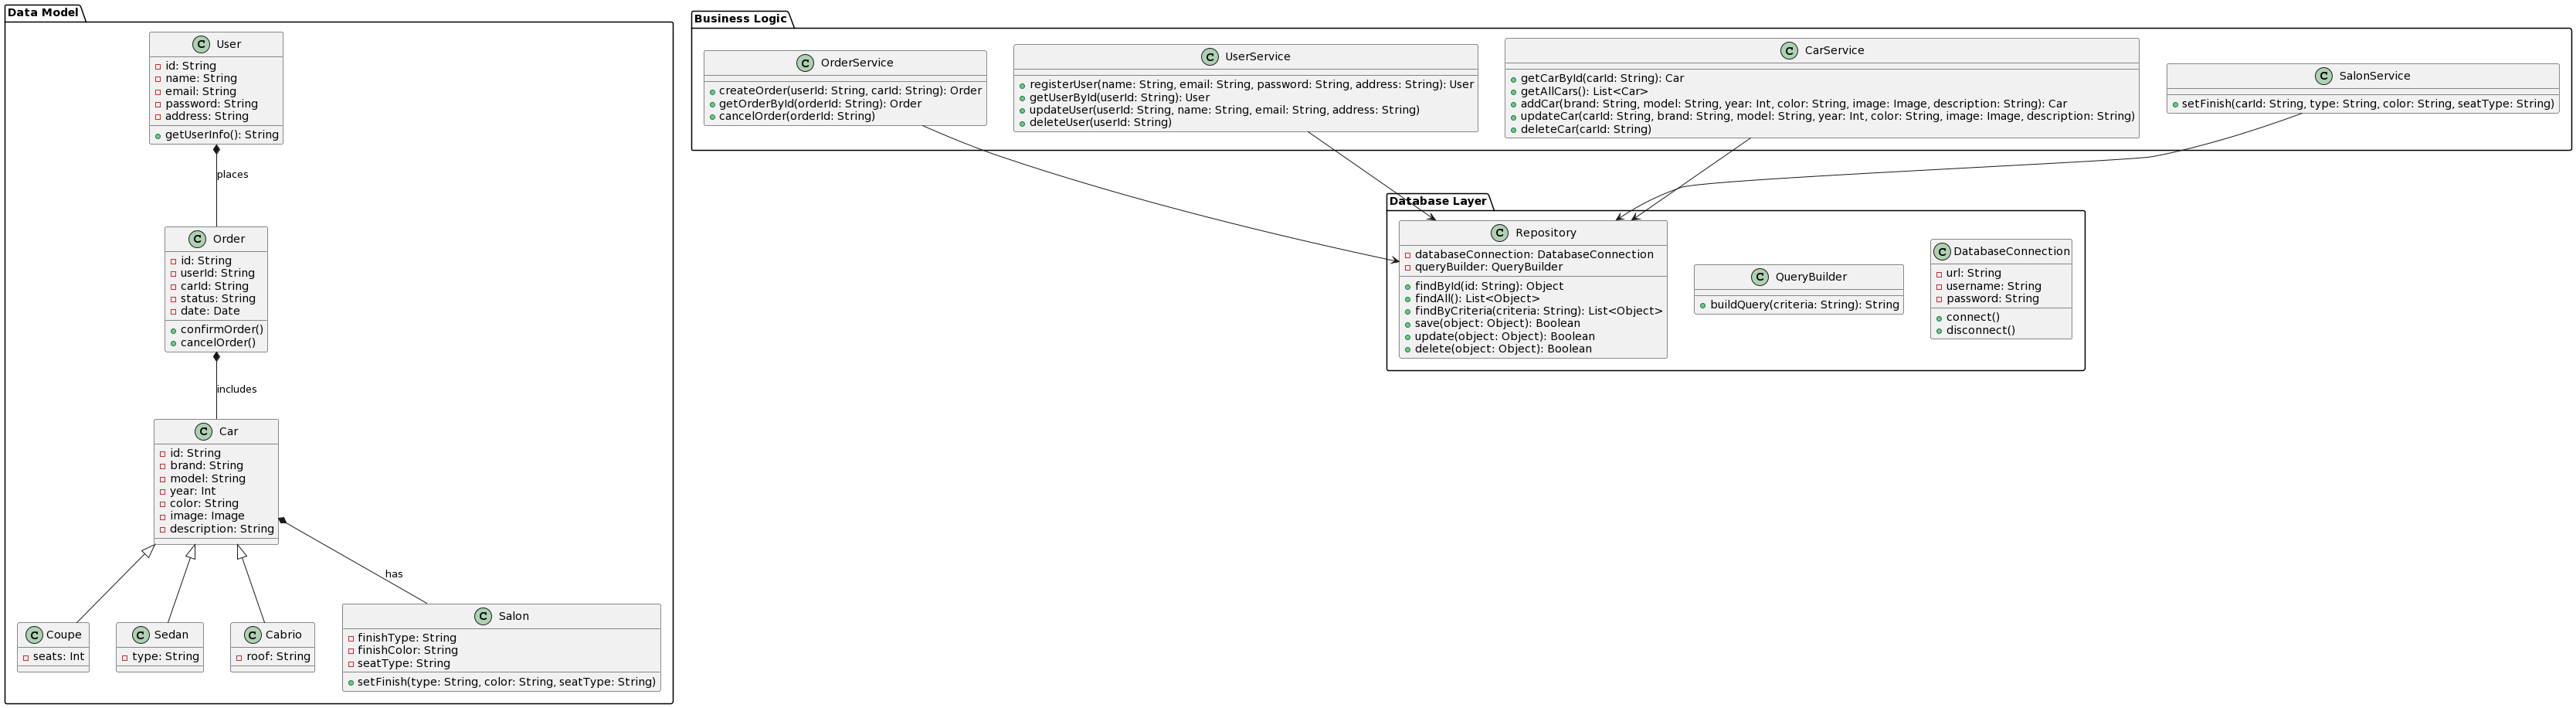 Data Model
User
id: String
name: String
email: String
password: String
address: String
getUserInfo(): String
places
Order
id: String
userId: String
carId: String
status: String
date: Date
confirmOrder()
cancelOrder()
includes
Car
id: String
brand: String
model: String
year: Int
color: String
image: Image
description: String
has
Coupe
seats: Int
Sedan
type: String
Cabrio
roof: String
Salon
finishType: String
finishColor: String
seatType: String
setFinish(type: String, color: String, seatType: String)
Business Logic
OrderService
createOrder(userId: String, carId: String): Order
getOrderById(orderId: String): Order
cancelOrder(orderId: String)
UserService
registerUser(name: String, email: String, password: String, address: String): User
getUserById(userId: String): User
updateUser(userId: String, name: String, email: String, address: String)
deleteUser(userId: String)
CarService
getCarById(carId: String): Car
getAllCars(): List<Car>
addCar(brand: String, model: String, year: Int, color: String, image: Image, description: String): Car
updateCar(carId: String, brand: String, model: String, year: Int, color: String, image: Image, description: String)
deleteCar(carId: String)
SalonService
setFinish(carId: String, type: String, color: String, seatType: String)
Database Layer
Repository
databaseConnection: DatabaseConnection
queryBuilder: QueryBuilder
findById(id: String): Object
findAll(): List<Object>
findByCriteria(criteria: String): List<Object>
save(object: Object): Boolean
update(object: Object): Boolean
delete(object: Object): Boolean
QueryBuilder
buildQuery(criteria: String): String
DatabaseConnection
url: String
username: String
password: String
connect()
disconnect()
C
C
C
C
C
C
C
C
C
C
C
C
C
C